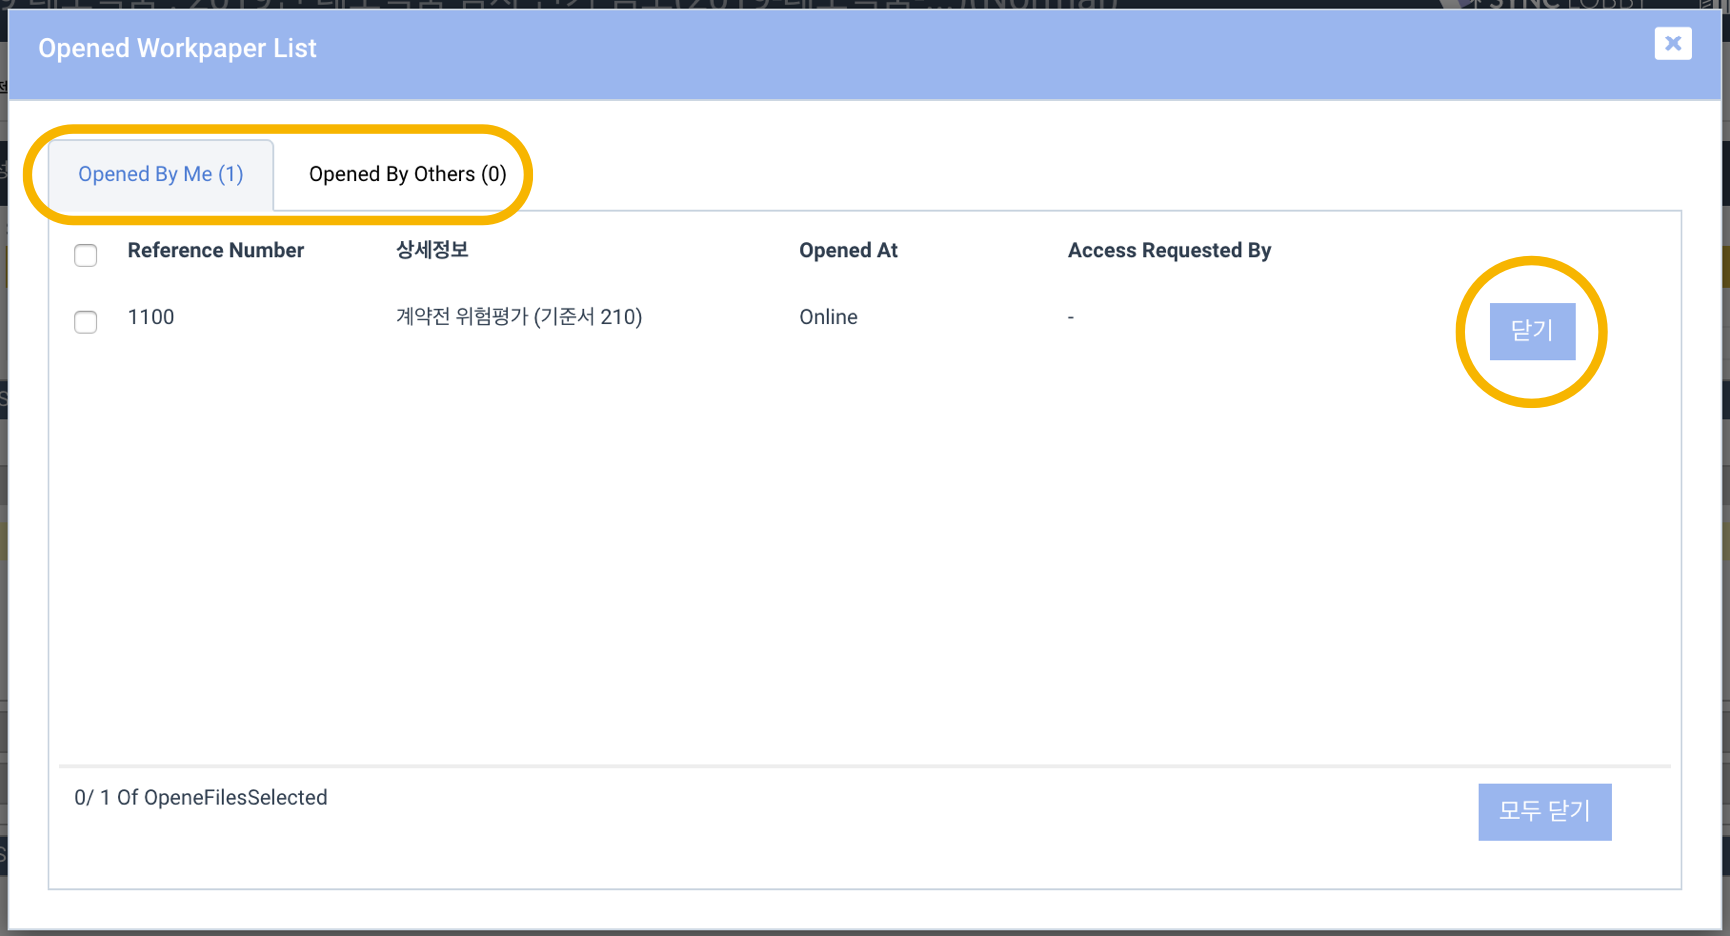 Opened Workpaper List
Opened By Me (1) Opened By Others (0)
Reference Number 상세정보 Opened At Access Requested By
1100 계약전 위험평가 (기준서 210) Online - 닫기
0/ 1 Of OpeneFilesSelected
모두 닫기